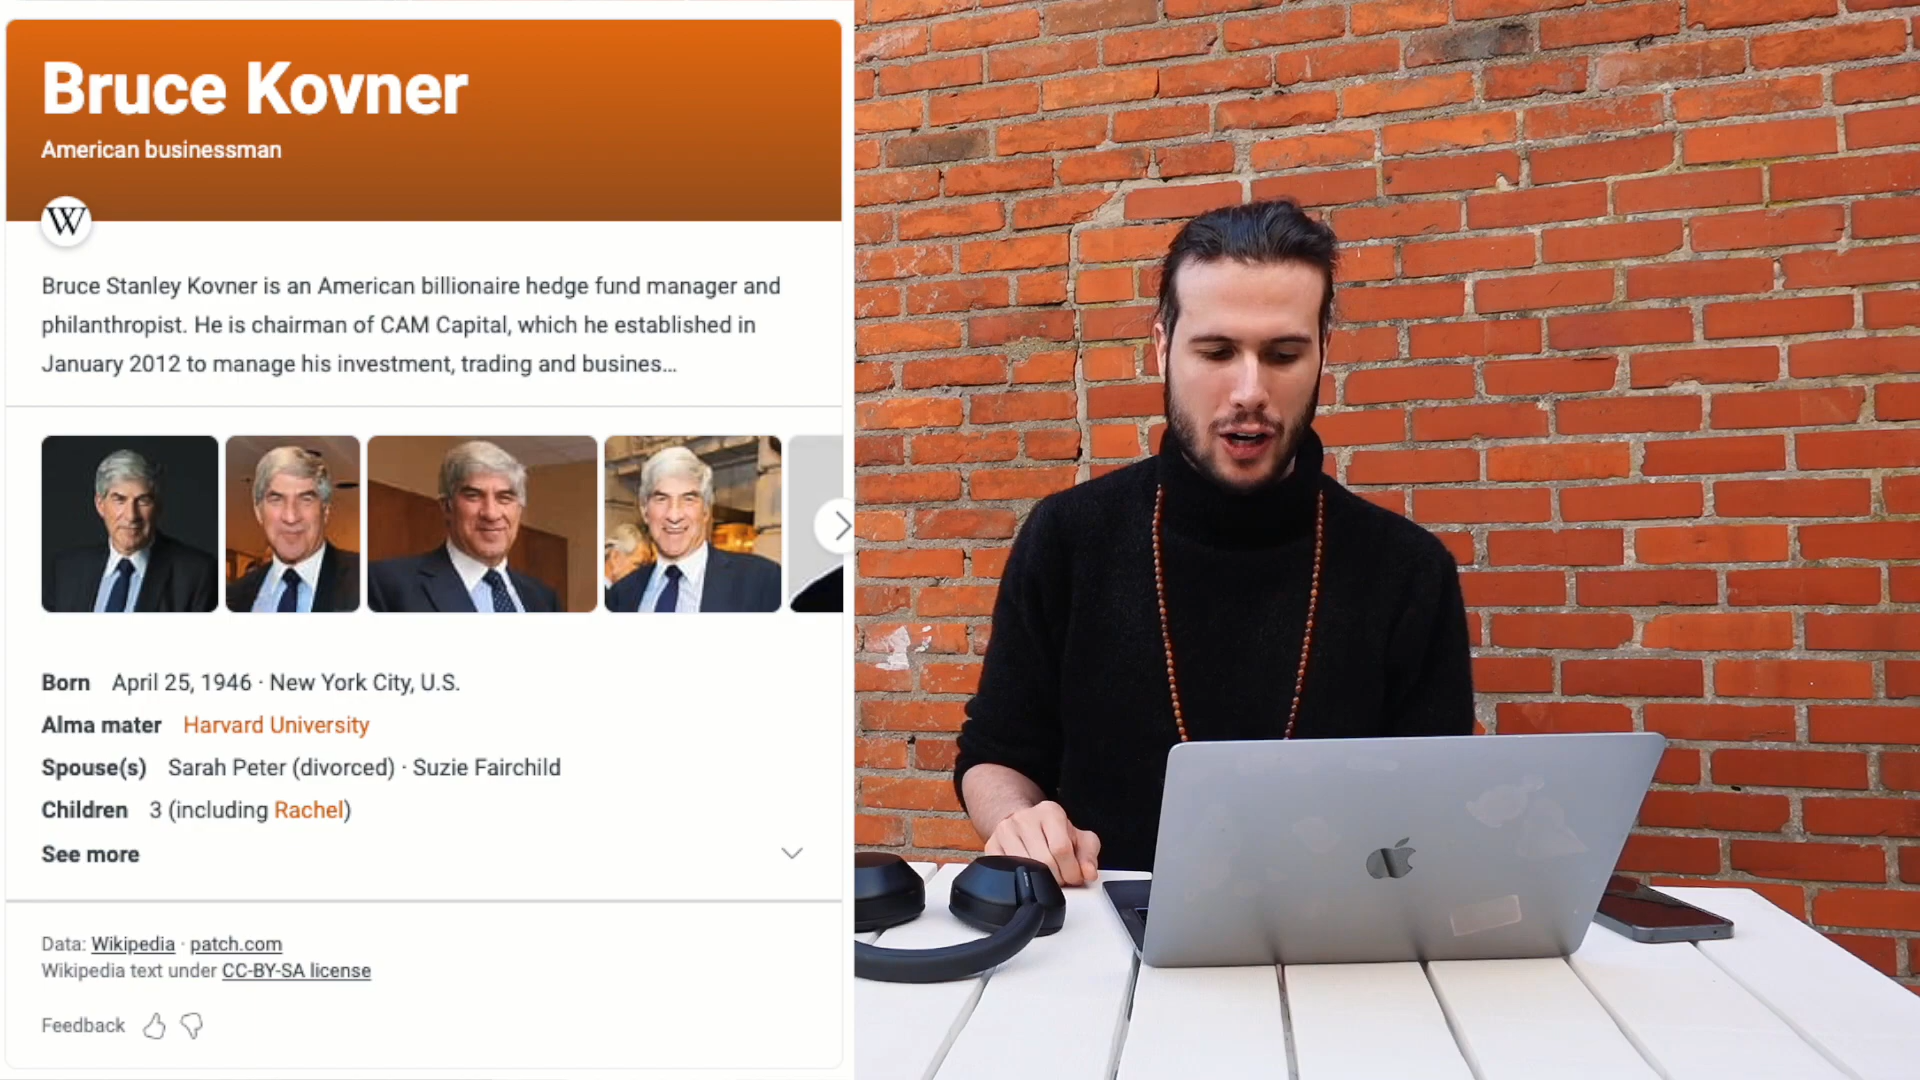 Bruce Kovner
American businessman
W
Bruce Stanley Kovner is an American billionaire hedge fund manager and
philanthropist. He is chairman of CAM Capital, which he established in
January 2012 to manage his investment, trading and busines...
Born April 25, 1946 · New York City, U.S.
Alma mater Harvard University
Spouse(s) Sarah Peter (divorced) · Suzie Fairchild
Children 3 (including Rachel)
See more
Data: Wikipedia · patch.com
Wikipedia text under CC-BY-SA license
Feedback